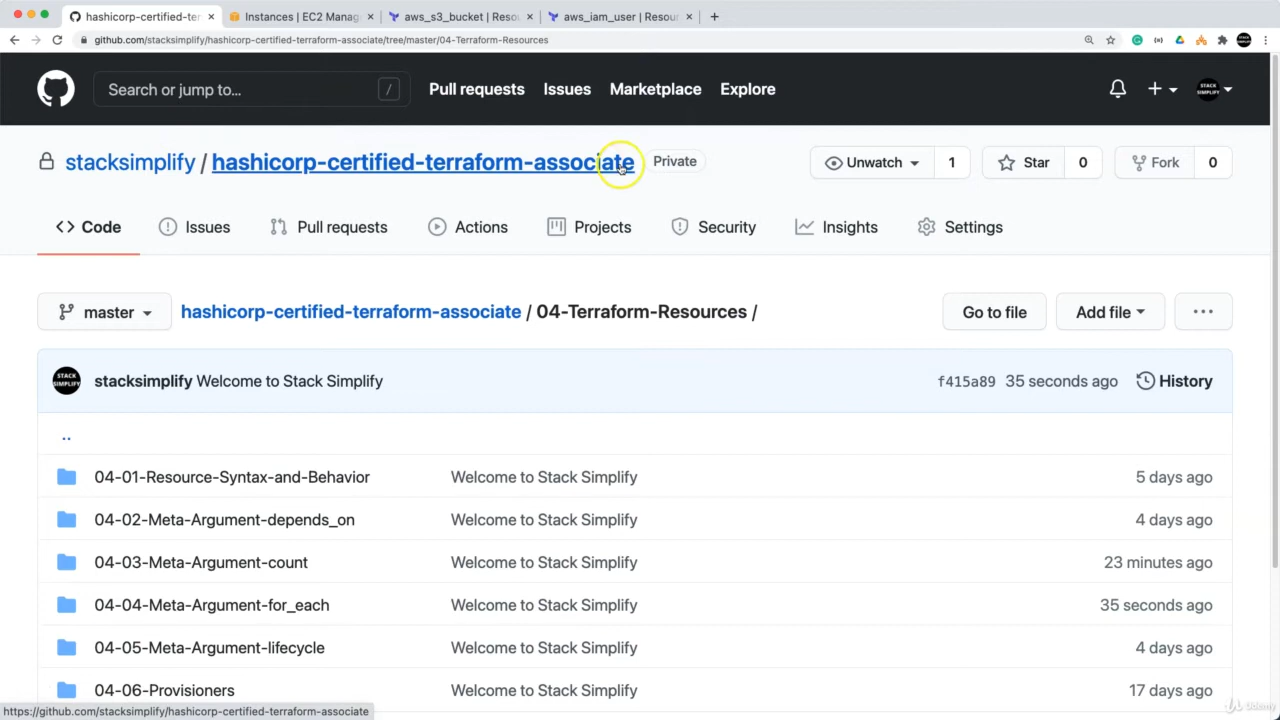 hashicorp-certified-ter
Instances | EC2 Manag
aws_s3_bucket | Resou
aws_iam_user | Resour
github.com/stacksimplify/hashicorp-certified-terraform-associate/tree/master/04-Terraform-Resources
Search or jump to…
/
Pull requests
Issues
Marketplace
Explore
STACK
SIMPLIFY
stacksimplify / hashicorp-certified-terraform-associate
Private
Unwatch
1
Star
0
Fork
0
Code
Issues
Pull requests
Actions
Projects
Security
Insights
Settings
master
hashicorp-certified-terraform-associate / 04-Terraform-Resources /
Go to file
Add file
STACK
SIMPLIFY
stacksimplify Welcome to Stack Simplify
f415a89 35 seconds ago
History
..
04-01-Resource-Syntax-and-Behavior Welcome to Stack Simplify 5 days ago
04-02-Meta-Argument-depends_on Welcome to Stack Simplify 4 days ago
04-03-Meta-Argument-count Welcome to Stack Simplify 23 minutes ago
04-04-Meta-Argument-for_each Welcome to Stack Simplify 35 seconds ago
04-05-Meta-Argument-lifecycle Welcome to Stack Simplify 4 days ago
04-06-Provisioners Welcome to Stack Simplify 17 days ago
https://github.com/stacksimplify/hashicorp-certified-terraform-associate
Udemy